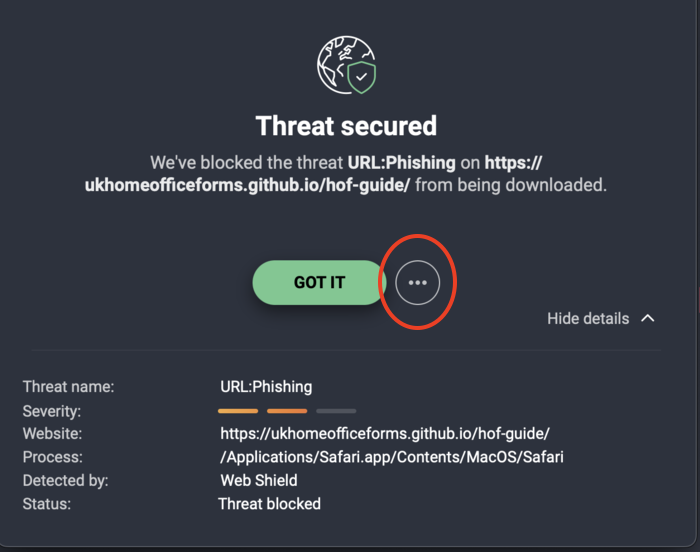 Threat secured
We've blocked the threat URL:Phishing on https://
ukhomeofficeforms.github.io/hof-guide/ from being downloaded.
GOT IT
Hide details
Threat name: URL:Phishing
Severity:
Website: https://ukhomeofficeforms.github.io/hof-guide/
Process: /Applications/Safari.app/Contents/MacOS/Safari
Detected by: Web Shield
Status: Threat blocked